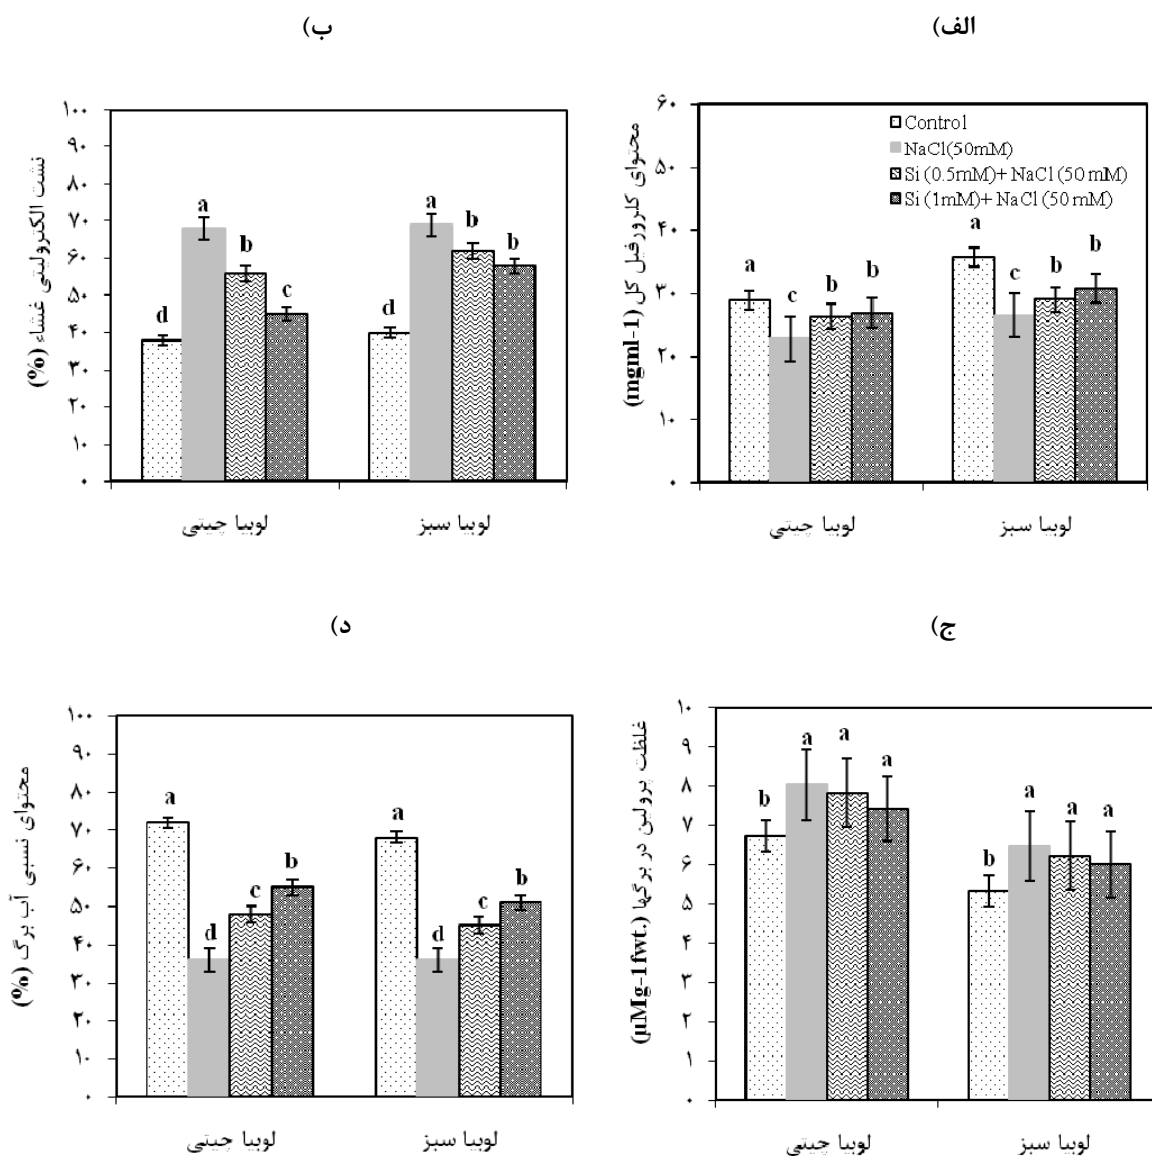 الف)
محتوای کلرورفیل کل (mgml-1)
۶۰
۵۰
۴۰
۳۰
۲۰
۱۰
۰
Control
NaCl(50mM)
Si (0.5mM)+ NaCl (50 mM)
Si (1mM)+ NaCl (50 mM)
a c b b a c b b
لوبیا چیتی لوبیا سبز
ب)
نشت الکترولیتی غشاء (%)
۱۰۰
۹۰
۸۰
۷۰
۶۰
۵۰
۴۰
۳۰
۲۰
۱۰
۰
d a b c d a b b
لوبیا چیتی لوبیا سبز
ج)
غلظت پرولین در برگها (µMg-1fwt.)
۱۰
۹
۸
۷
۶
۵
۴
۳
۲
۱
۰
b a a a b a a a
لوبیا چیتی لوبیا سبز
د)
محتوای نسبی آب برگ (%)
۱۰۰
۹۰
۸۰
۷۰
۶۰
۵۰
۴۰
۳۰
۲۰
۱۰
۰
a d c b a d c b
لوبیا چیتی لوبیا سبز